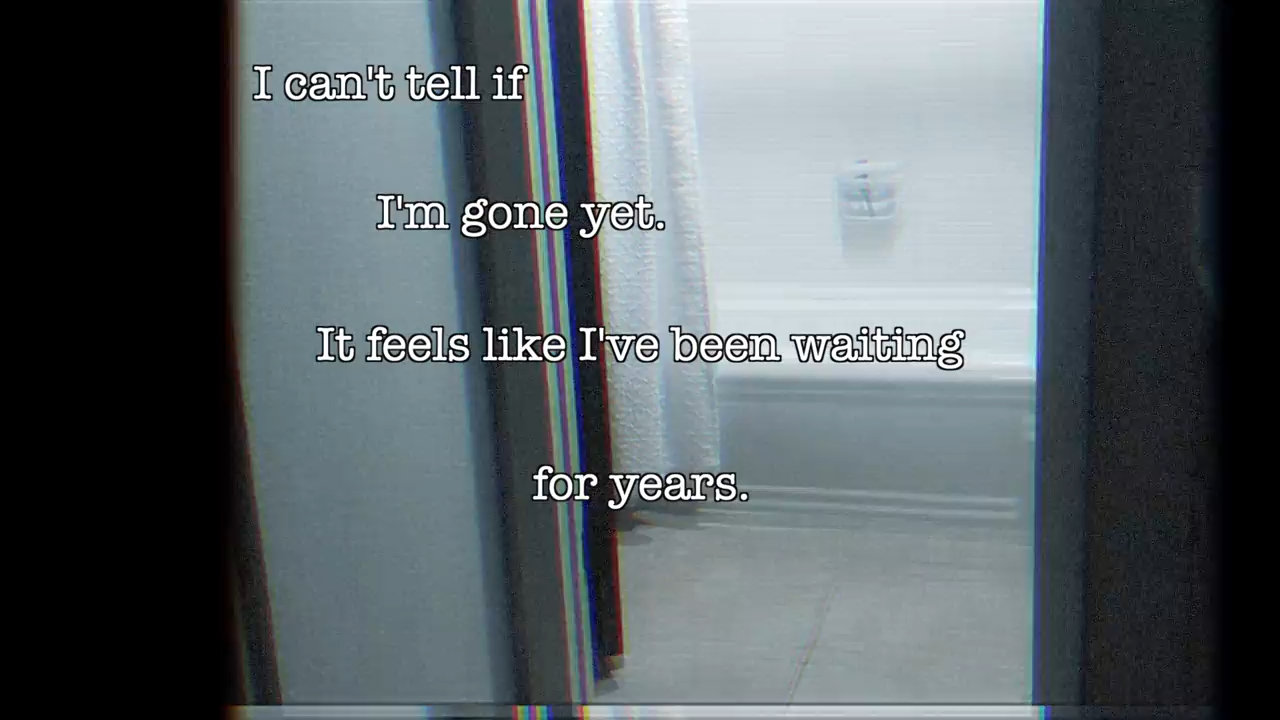 I can't tell if
I'm gone yet.
It feels like I've been waiting
for years.